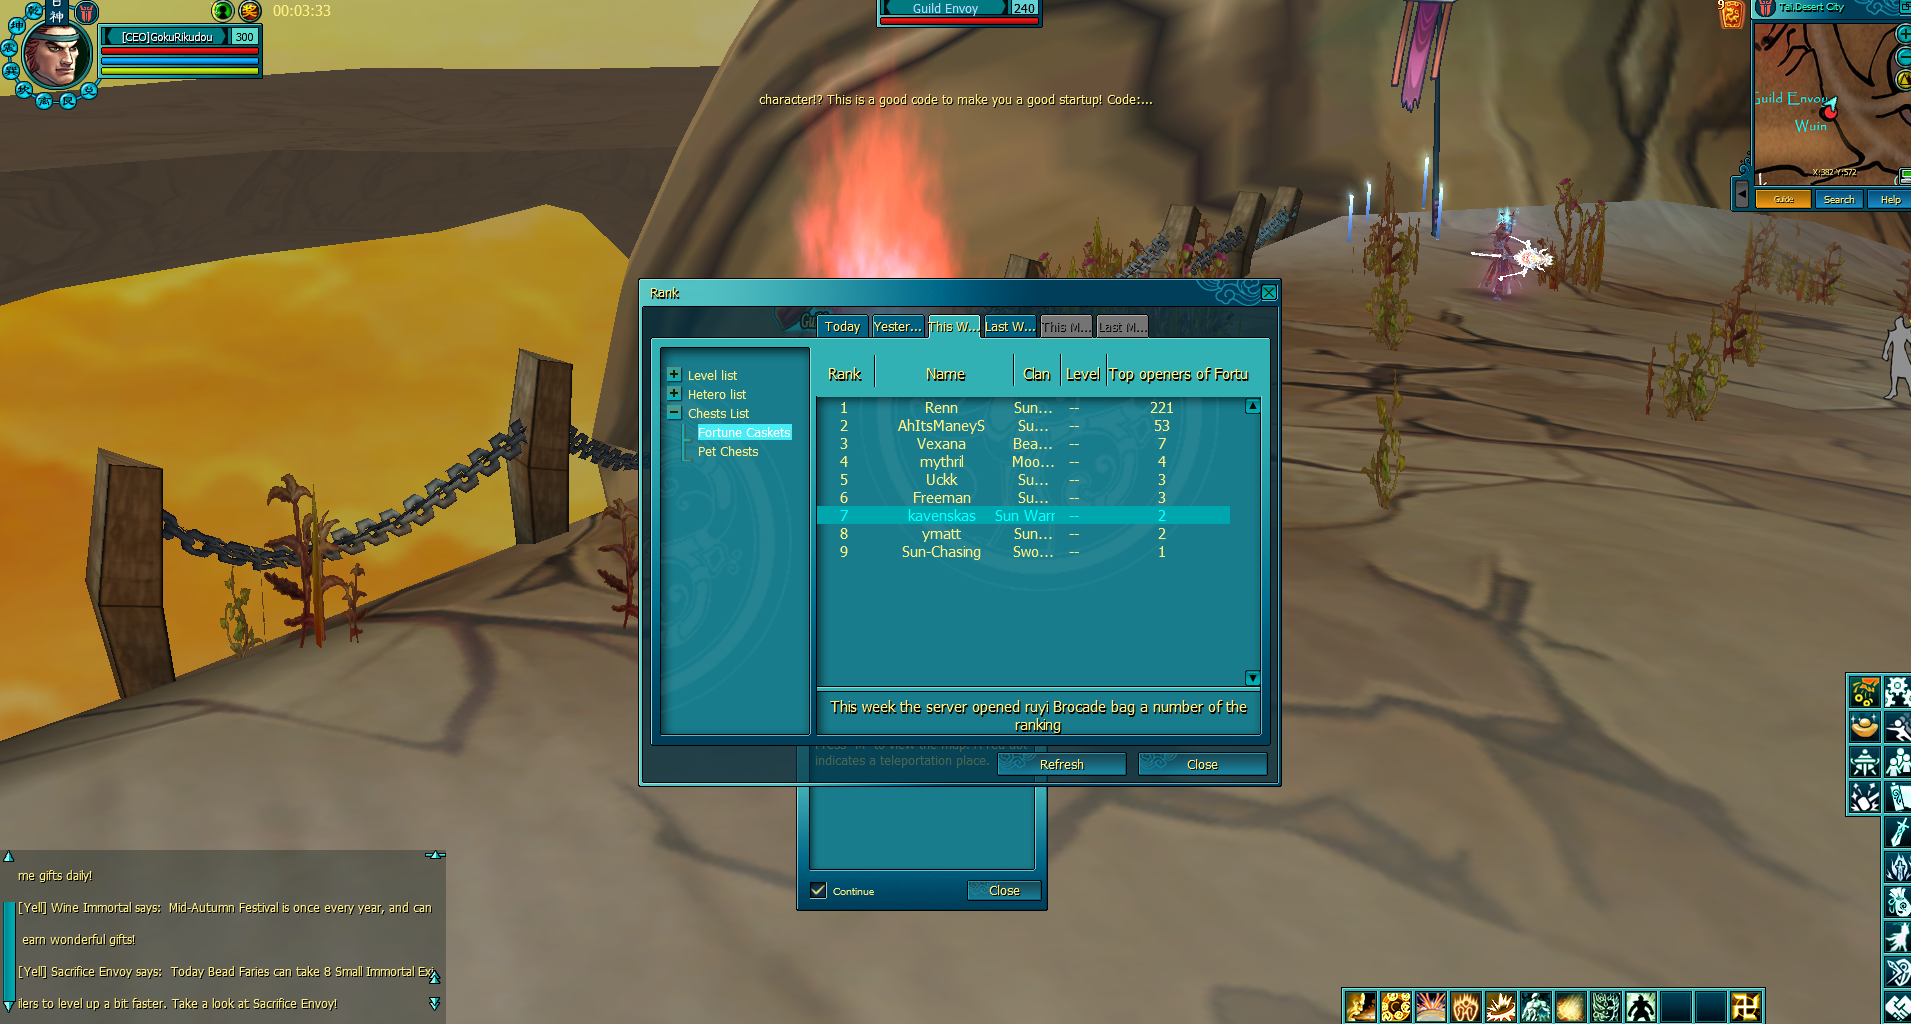 00:03:33
[CEO]GokuRikudou 300
Guild Envoy 240
character!? This is a good code to make you a good startup! Code:...
9
Tai,Desert City
Guild Envoy
Wuin
X:382 Y:572
Guide Search Help
Rank
Today Yester... This W... Last W... This M... Last M...
Level list
Hetero list
Chests List
Fortune Caskets
Pet Chests
Rank Name Clan Level Top openers of Fortu
1 Renn Sun... -- 221
2 AhItsManeyS Su... 53
3 Vexana Bea... -- 7
4 mythril Moo... -- 4
5 Uckk Su... -- 3
6 Freeman Su... -- 3
7 kavenskas Sun Warr -- 2
8 ymatt Sun... -- 2
9 Sun-Chasing Swo... -- 1
This week the server opened ruyi Brocade bag a number of the
ranking
indicates a teleportation place.
Refresh Close
Continue Close
me gifts daily!
[Yell] Wine Immortal says: Mid-Autumn Festival is once every year, and can
earn wonderful gifts!
[Yell] Sacrifice Envoy says: Today Bead Faries can take 8 Small Immortal Exi
ilers to level up a bit faster. Take a look at Sacrifice Envoy!